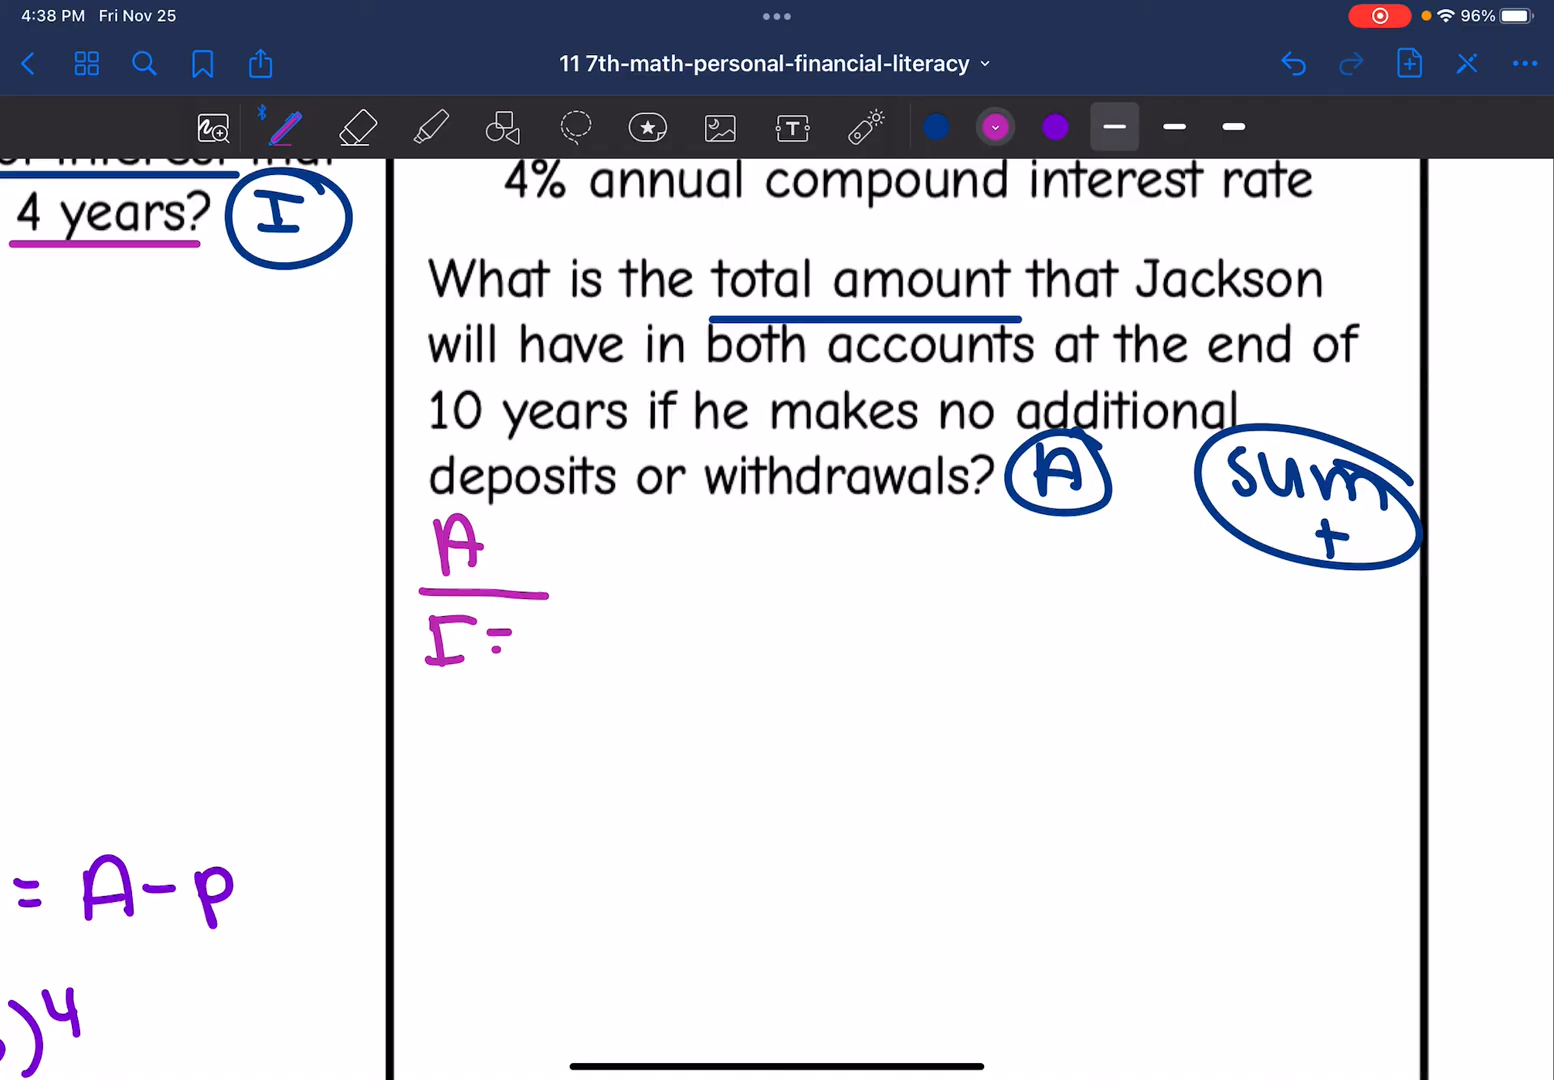 4:38 PM Fri Nov 25
96%
11 7th-math-personal-financial-literacy
T
4 years? I
4% annual compound interest rate
What is the total amount that Jackson
will have in both accounts at the end of
10 years if he makes no additional
deposits or withdrawals? A
sum
+
A
I =
= A - p
)4